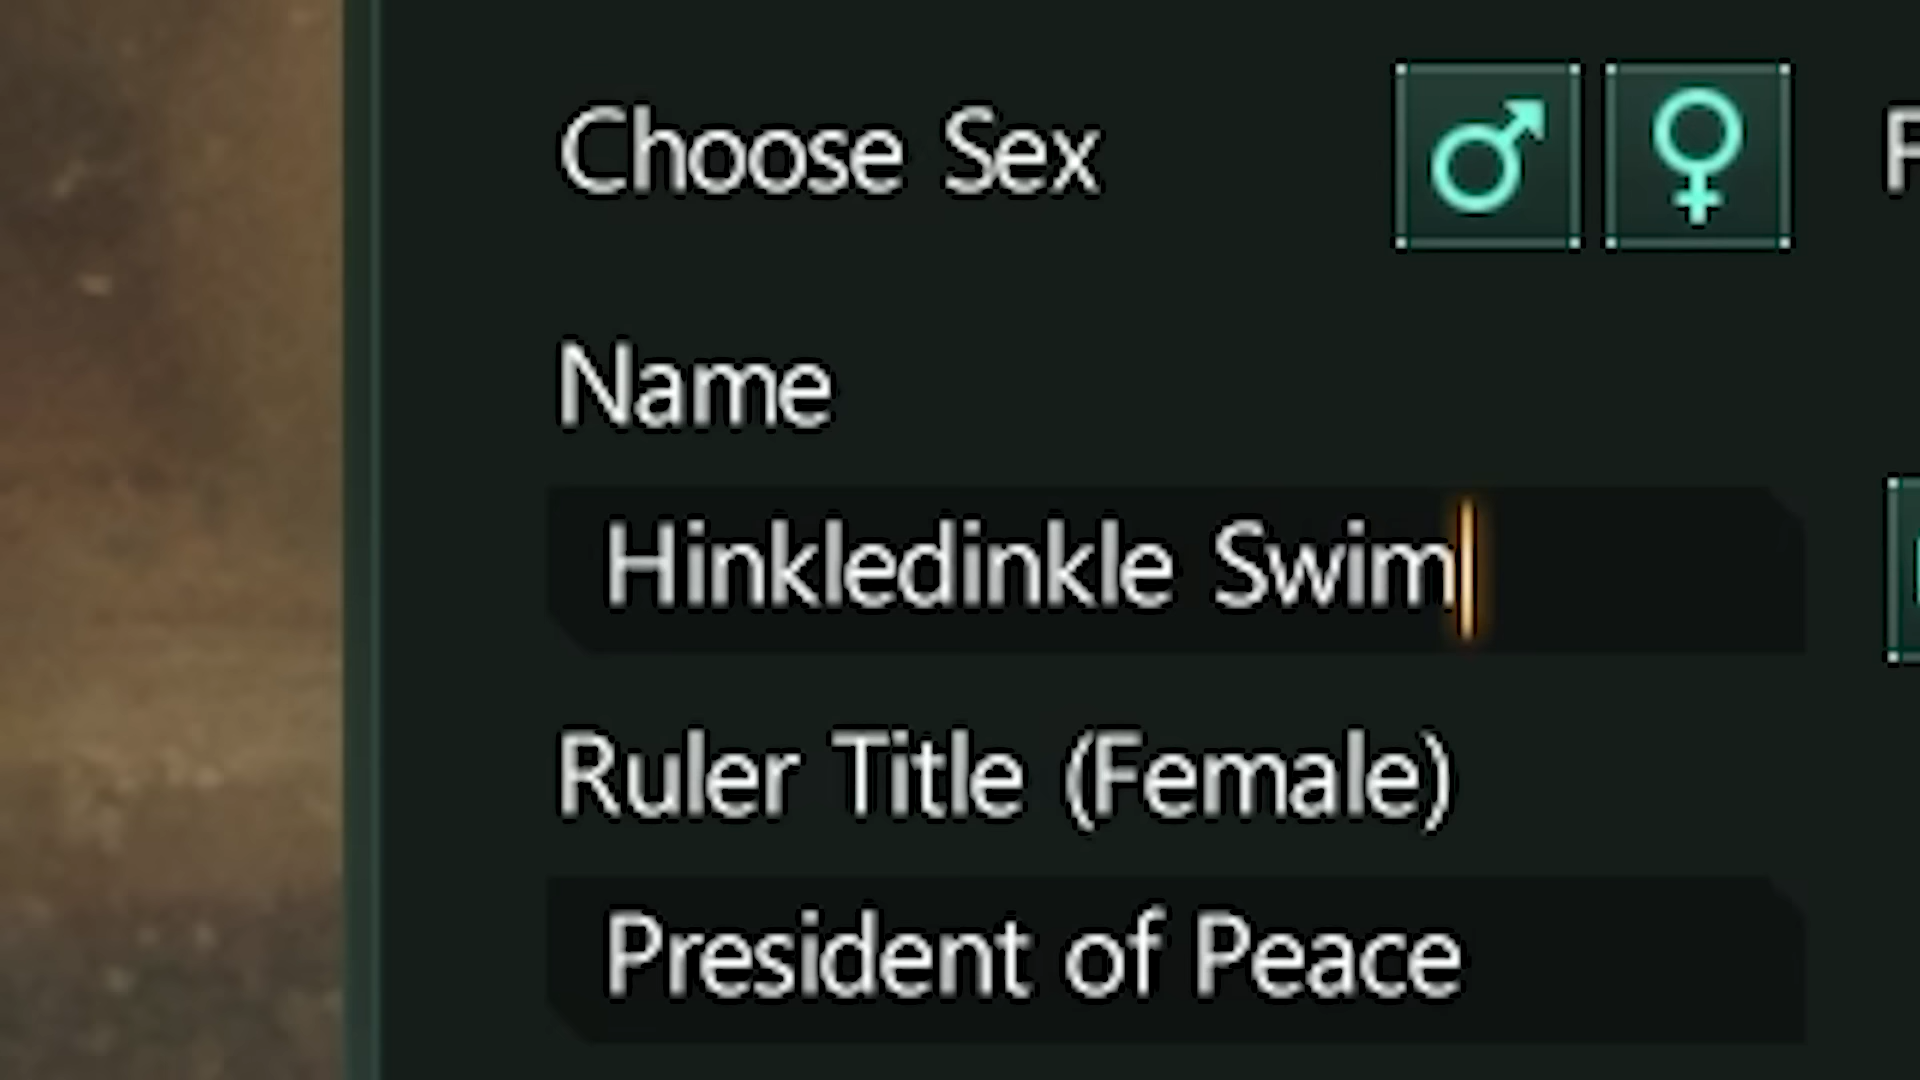 Choose Sex
Name
Hinkledinkle Swim
Ruler Title (Female)
President of Peace